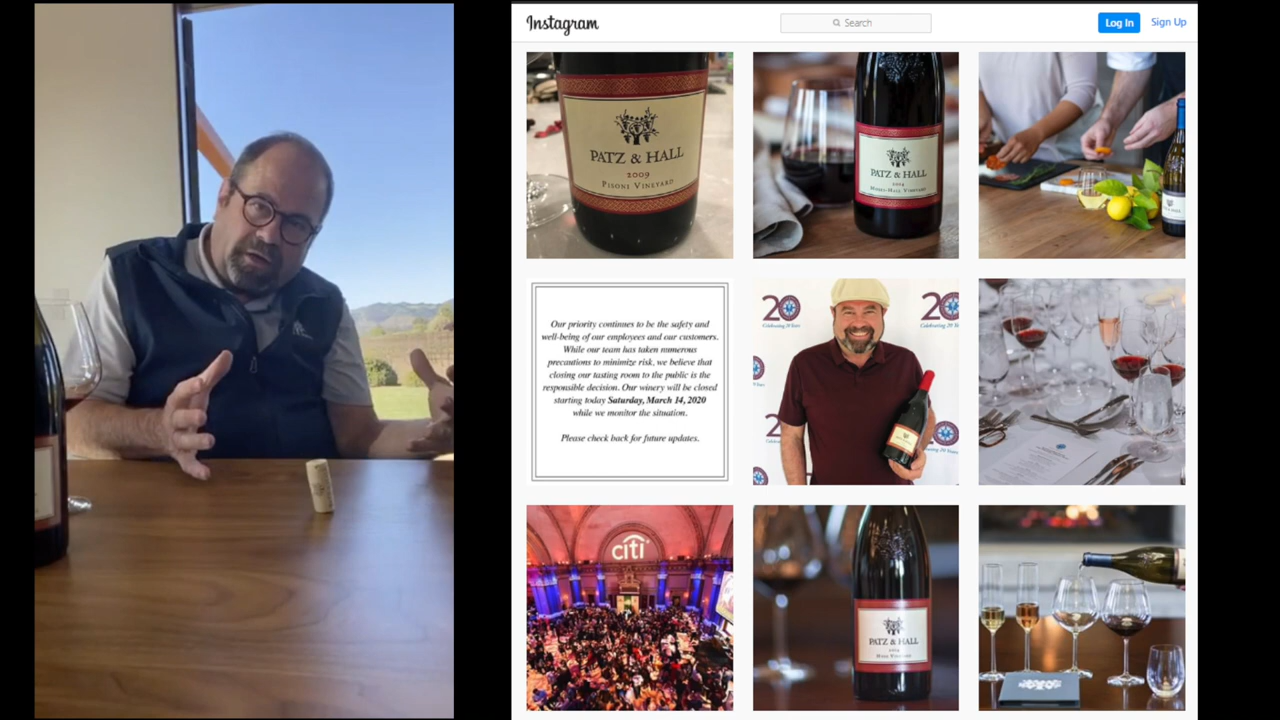 Instagram
Search
Log In
Sign Up
PATZ & HALL
2009
PISONI VINEYARD
PATZ & HALL
PATZ & HALL
Our priority continues to be the safety and
well-being of our employees and our customers.
While our team has taken numerous
precautions to minimize risk, we believe that
closing our tasting room to the public is the
responsible decision. Our winery will be closed
starting today Saturday, March 14, 2020
while we monitor the situation.
Please check back for future updates.
20
Celebrating 20 Years
20
Celebrating 20 Years
citi
PATZ & HALL